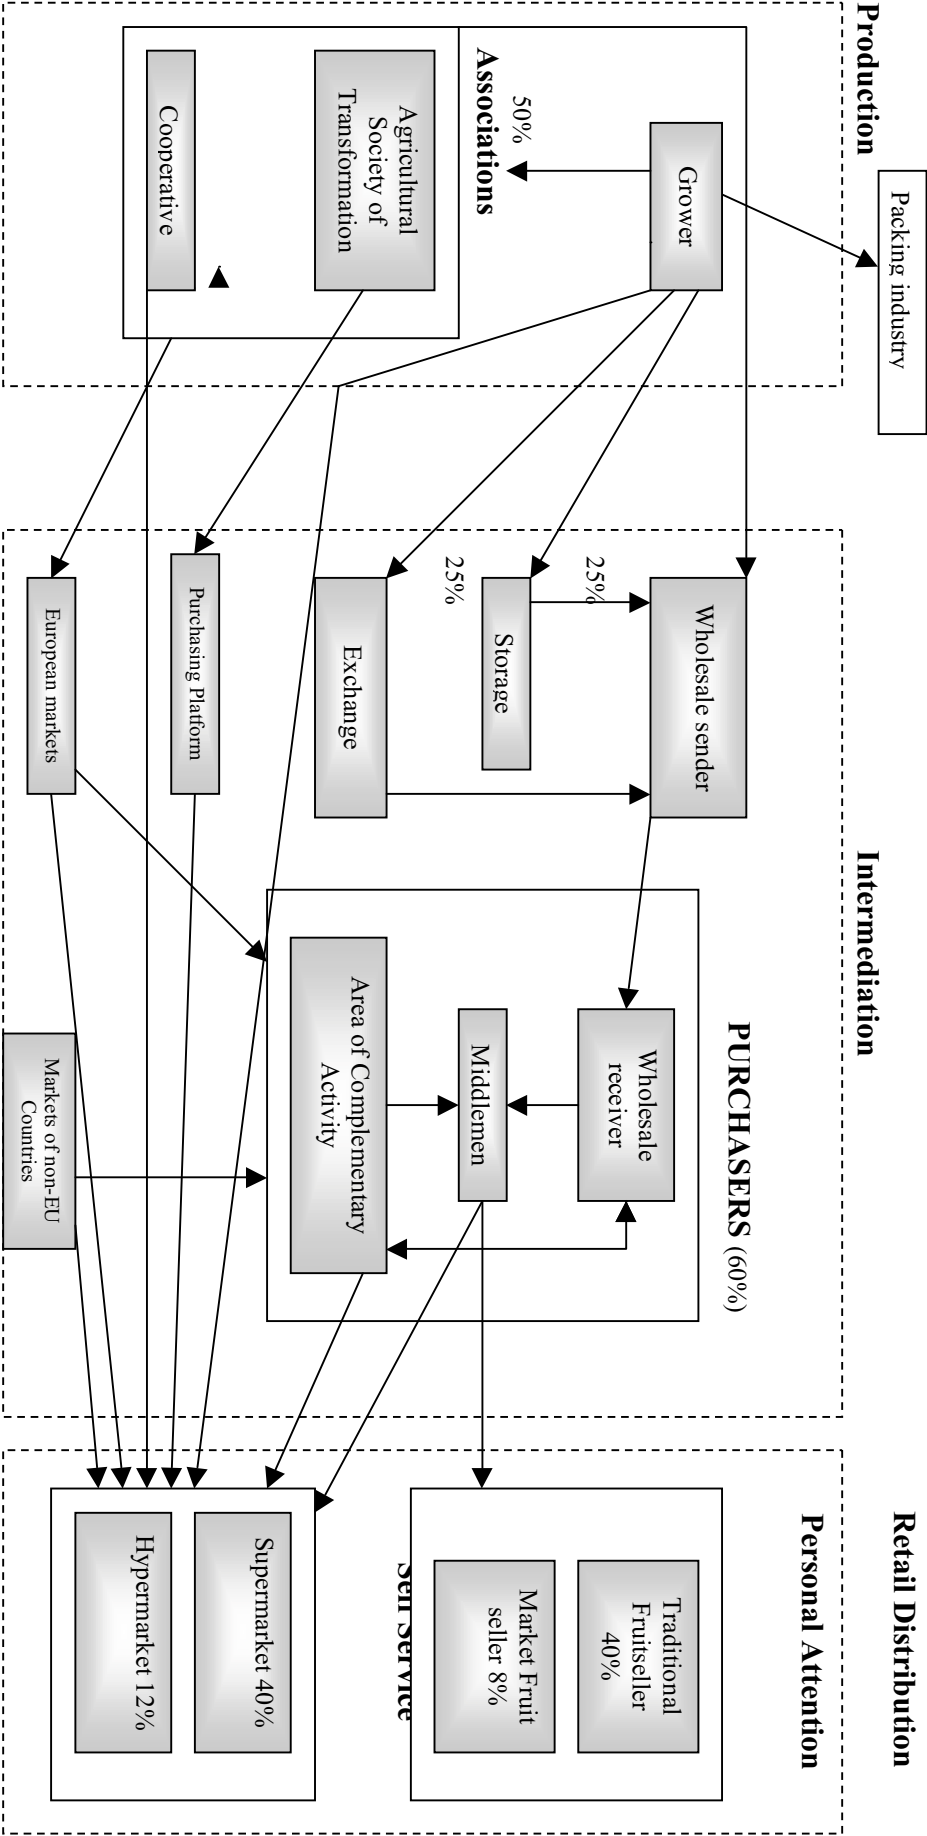 Packing industry
Production
Intermediation
Retail Distribution
Personal Attention
Grower
50%
Associations
Agricultural
Society of
Transformation
Cooperative
Wholesale sender
25%
Storage
25%
Exchange
Purchasing Platform
European markets
PURCHASERS (60%)
Wholesale
receiver
Middlemen
Area of Complementary
Activity
Markets of non-EU
Countries
Traditional
Fruitseller
40%
Market Fruit
seller 8%
Self Service
Supermarket 40%
Hypermarket 12%